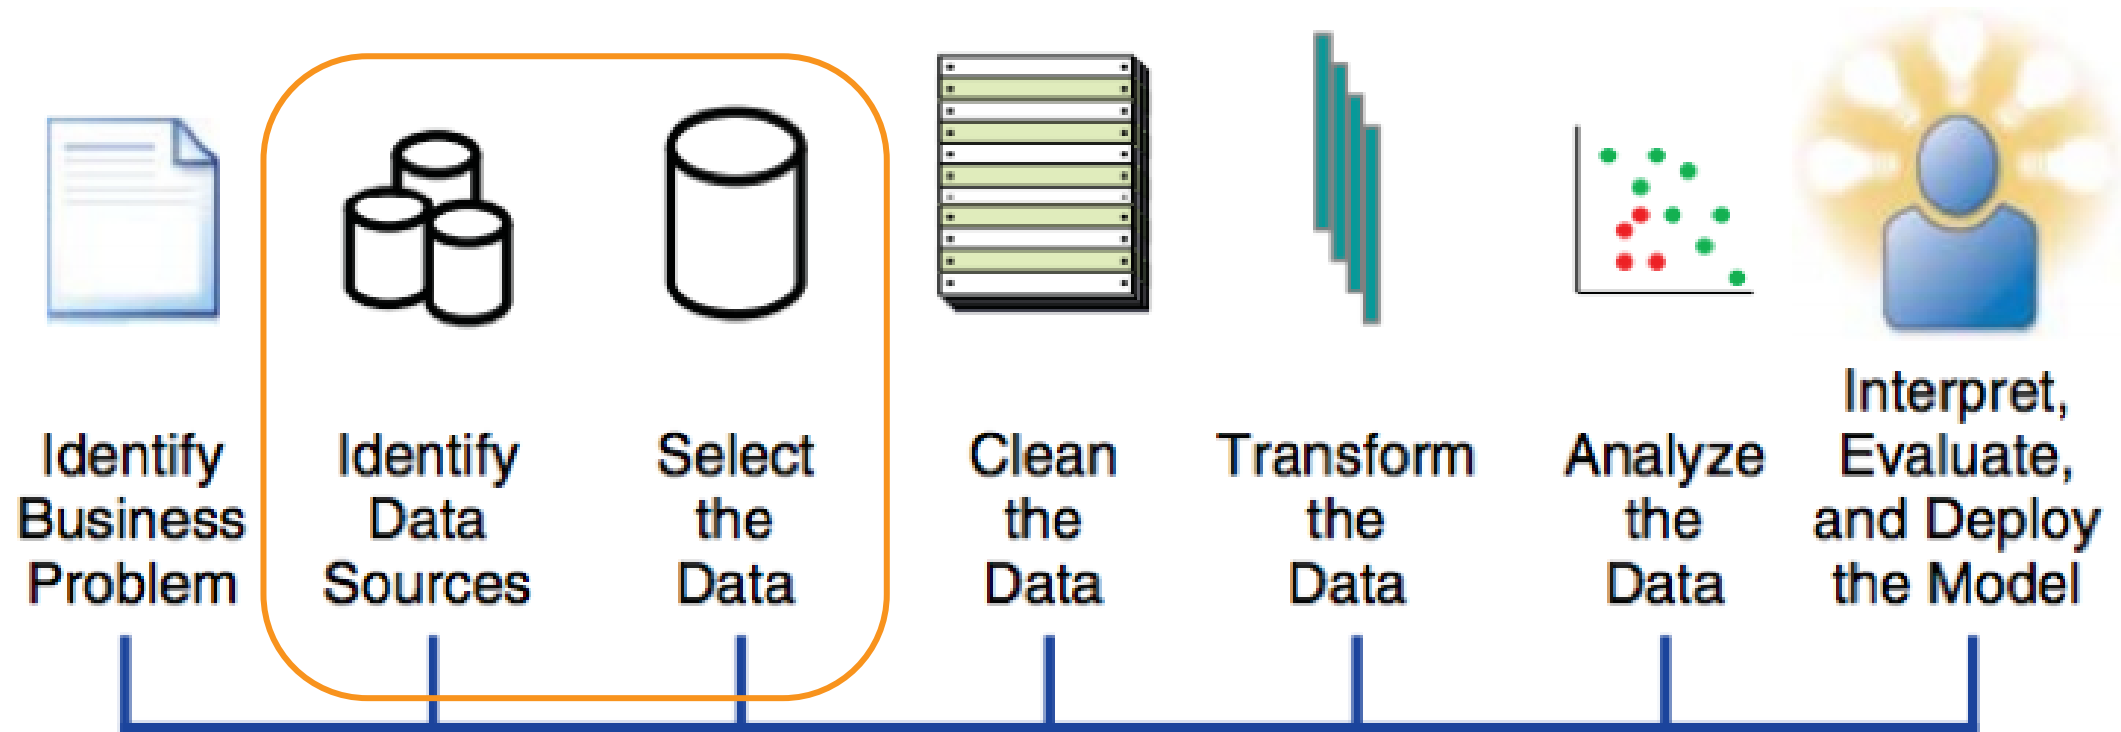 Identify
Business
Problem
Identify
Data
Sources
Select
the
Data
Clean
the
Data
Transform
the
Data
Analyze
the
Data
Interpret,
Evaluate,
and Deploy
the Model